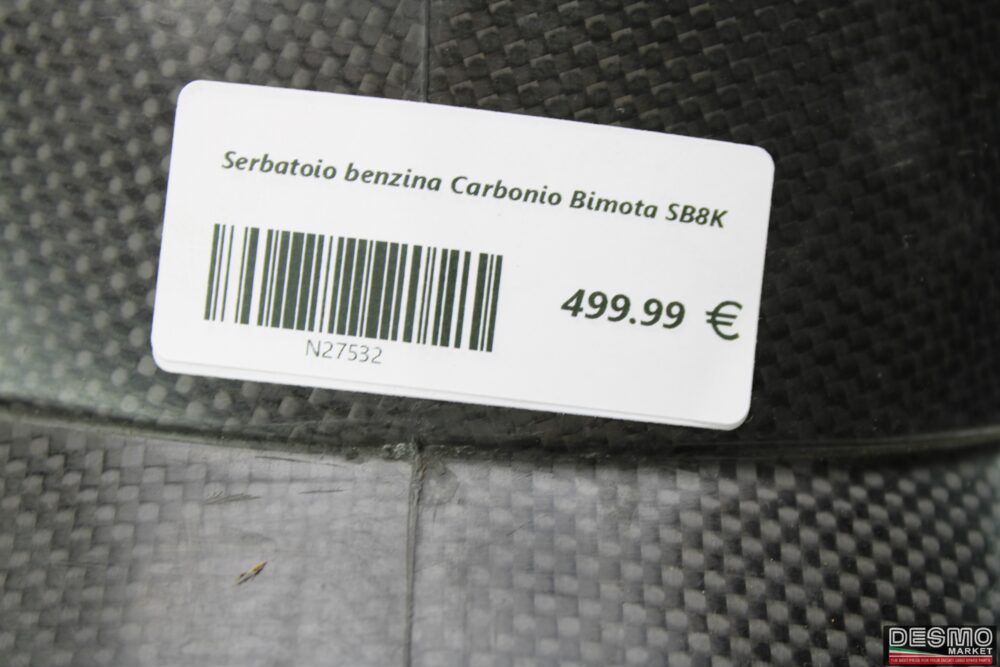 Serbatoio benzina Carbonio Bimota SB8K
499.99 €
N27532
DESMO
MARKET